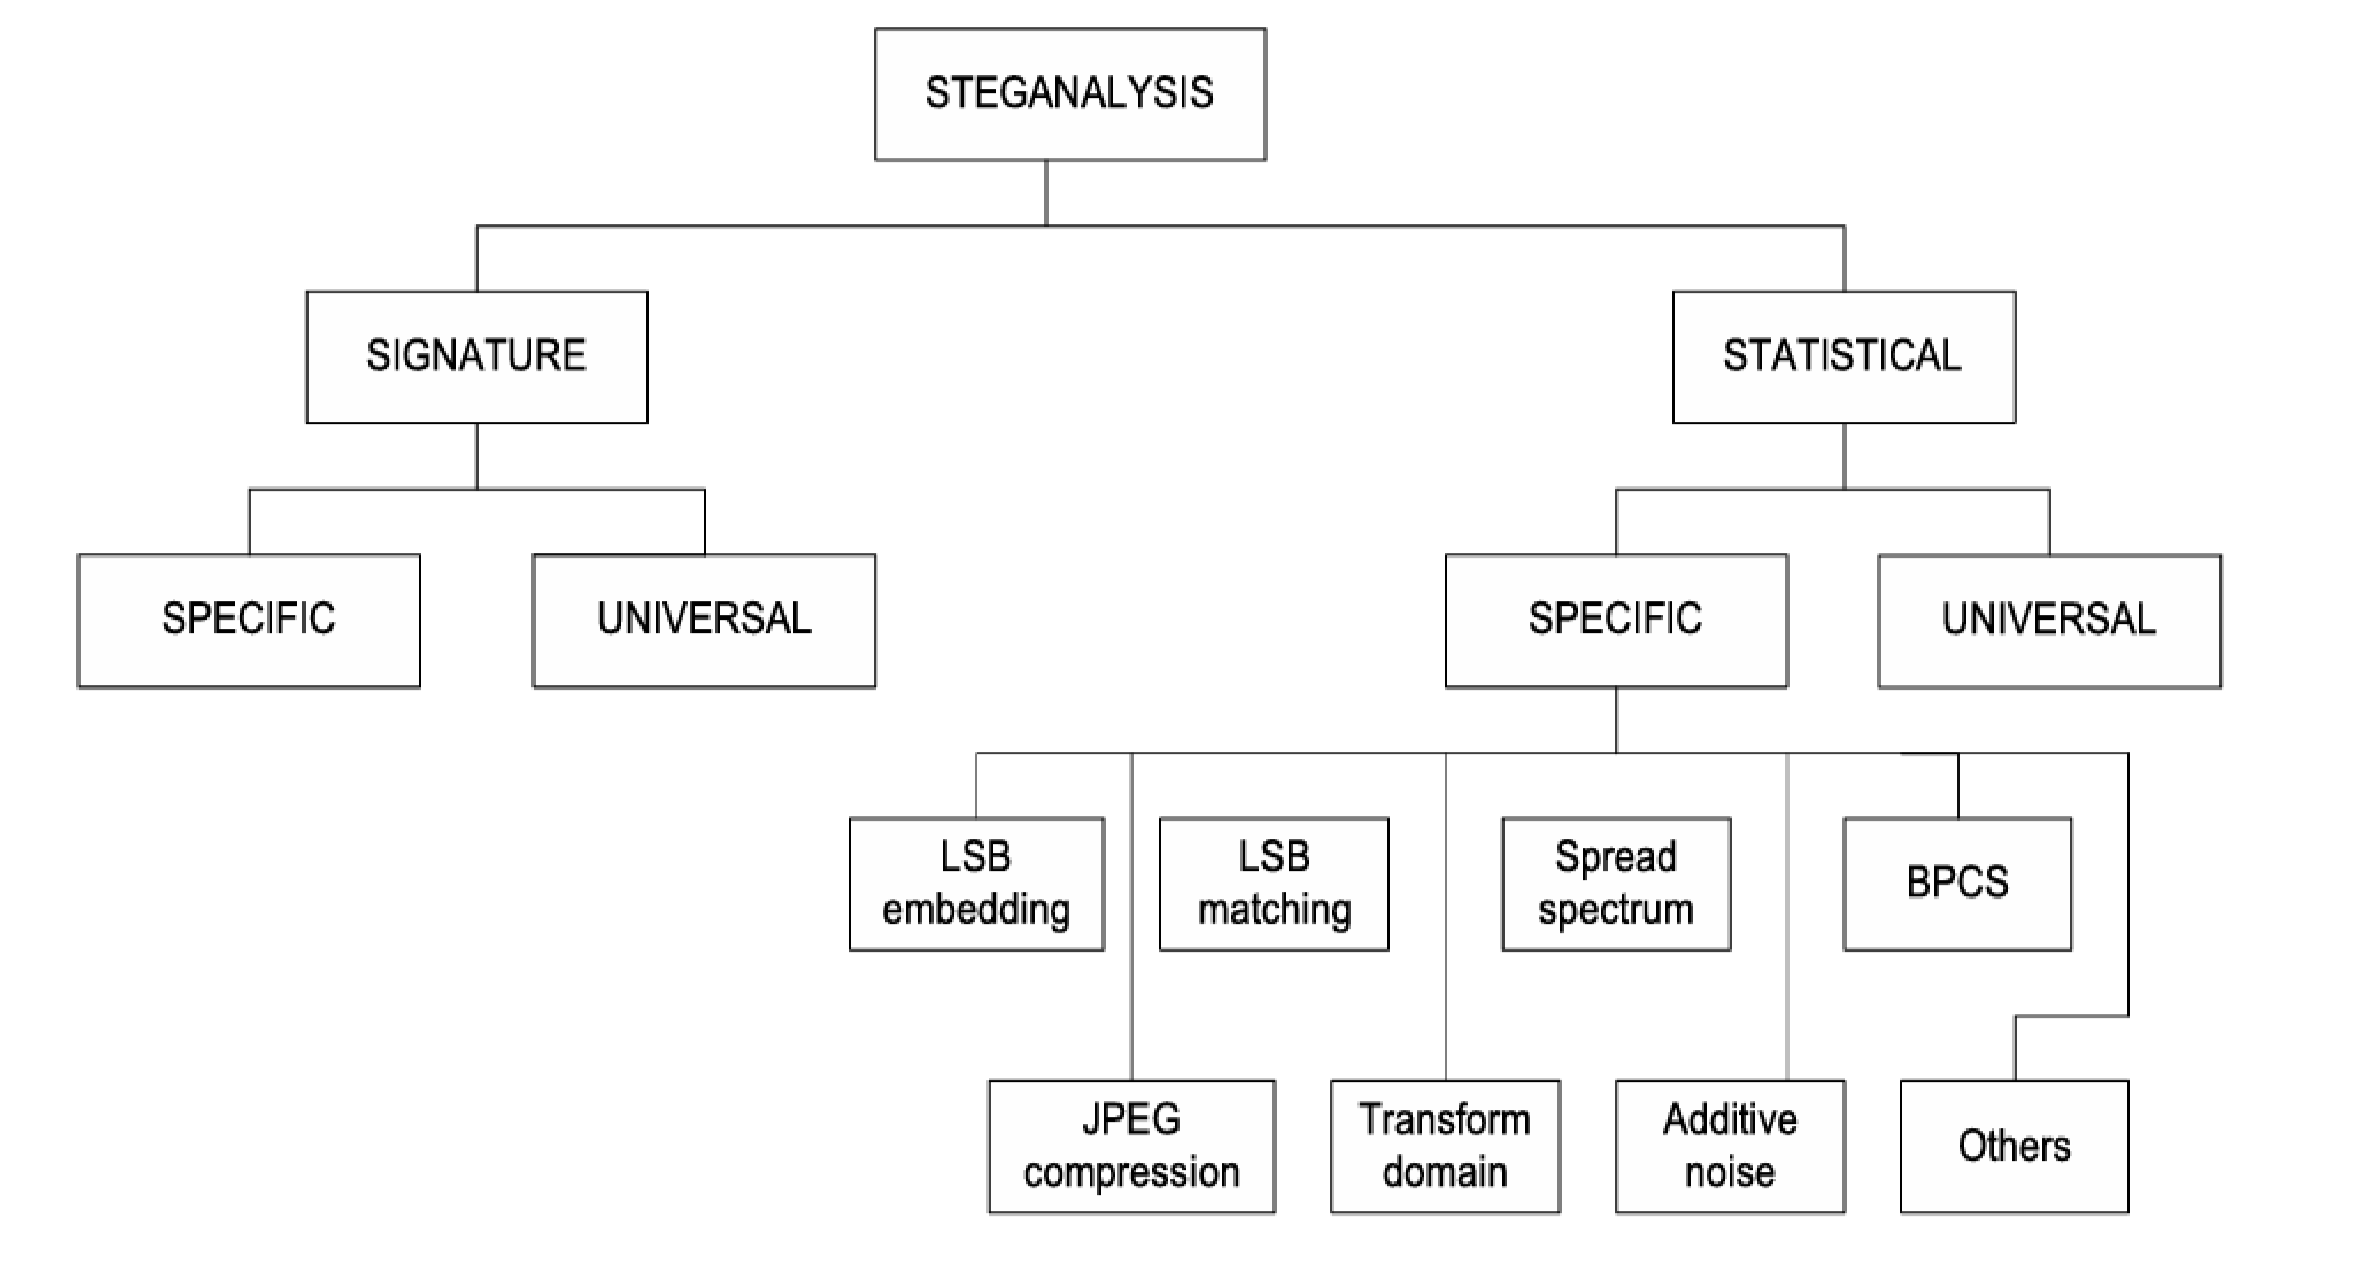 STEGANALYSIS
SIGNATURE
STATISTICAL
SPECIFIC
UNIVERSAL
SPECIFIC
UNIVERSAL
LSB
embedding
LSB
matching
Spread
spectrum
BPCS
JPEG
compression
Transform
domain
Additive
noise
Others